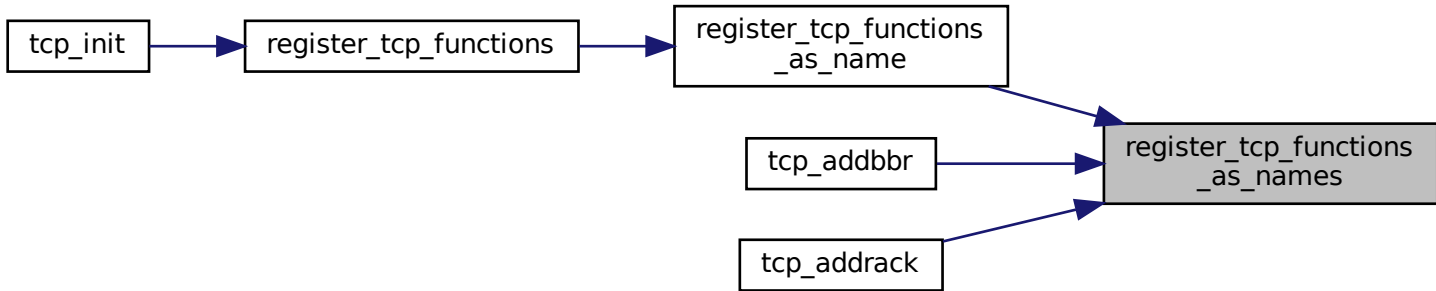 tcp_init
register_tcp_functions
register_tcp_functions
_as_name
register_tcp_functions
_as_names
tcp_addbbr
tcp_addrack